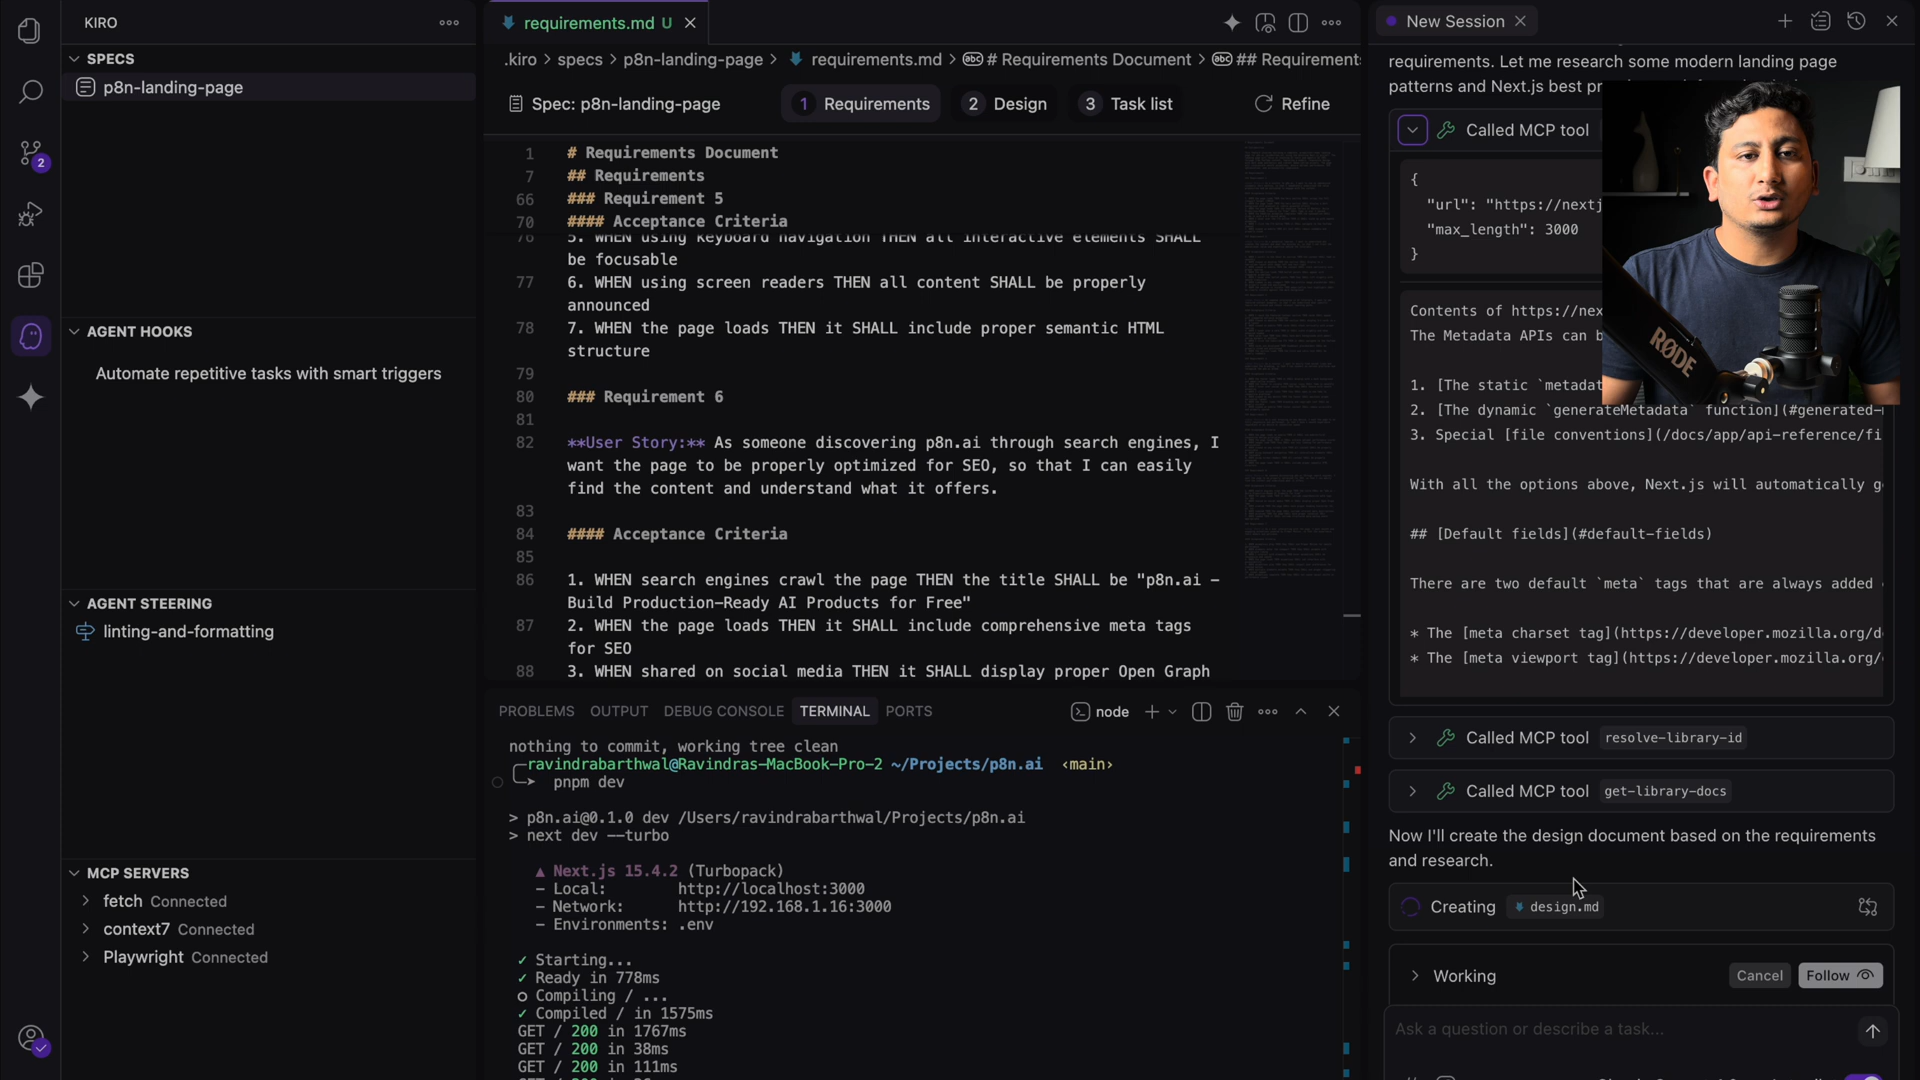 KIRO
SPECS
p8n-landing-page
2
AGENT HOOKS
Automate repetitive tasks with smart triggers
AGENT STEERING
linting-and-formatting
MCP SERVERS
fetch Connected
context7 Connected
Playwright Connected
requirements.md U
.kiro > specs > p8n-landing-page > requirements.md > # Requirements Document > ## Requirements
Spec: p8n-landing-page
1 Requirements
2 Design
3 Task list
Refine
1 # Requirements Document
7 ## Requirements
66 ### Requirement 5
70 #### Acceptance Criteria
76 5. WHEN using keyboard navigation THEN all interactive elements SHALL
be focusable
77 6. WHEN using screen readers THEN all content SHALL be properly
announced
78 7. WHEN the page loads THEN it SHALL include proper semantic HTML
structure
79
80 ### Requirement 6
81
82 **User Story:** As someone discovering p8n.ai through search engines, I
want the page to be properly optimized for SEO, so that I can easily
find the content and understand what it offers.
83
84 #### Acceptance Criteria
85
86 1. WHEN search engines crawl the page THEN the title SHALL be "p8n.ai -
Build Production-Ready AI Products for Free"
87 2. WHEN the page loads THEN it SHALL include comprehensive meta tags
for SEO
88 3. WHEN shared on social media THEN it SHALL display proper Open Graph
PROBLEMS OUTPUT DEBUG CONSOLE TERMINAL PORTS
node
nothing to commit, working tree clean
ravindrabarthwal@Ravindras-MacBook-Pro-2 ~/Projects/p8n.ai ‹main›
pnpm dev
> p8n.ai@0.1.0 dev /Users/ravindrabarthwal/Projects/p8n.ai
> next dev --turbo
▲ Next.js 15.4.2 (Turbopack)
- Local: http://localhost:3000
- Network: http://192.168.1.16:3000
- Environments: .env
✓ Starting...
✓ Ready in 778ms
○ Compiling / ...
✓ Compiled / in 1575ms
GET / 200 in 1767ms
GET / 200 in 38ms
GET / 200 in 111ms
New Session
requirements. Let me research some modern landing page
patterns and Next.js best
Called MCP tool
{
"url": "https://nextj
"max_length": 3000
}
Contents of https://nex
The Metadata APIs can b
1. [The static `metadat
2. [The dynamic `generateMetadata` function](#generated-
3. Special [file conventions](/docs/app/api-reference/fi
With all the options above, Next.js will automatically g
## [Default fields](#default-fields)
There are two default `meta` tags that are always added
* The [meta charset tag](https://developer.mozilla.org/d
* The [meta viewport tag](https://developer.mozilla.org/
Called MCP tool resolve-library-id
Called MCP tool get-library-docs
Now I'll create the design document based on the requirements
and research.
Creating design.md
Working
Cancel
Follow
Ask a question or describe a task...
RØDE